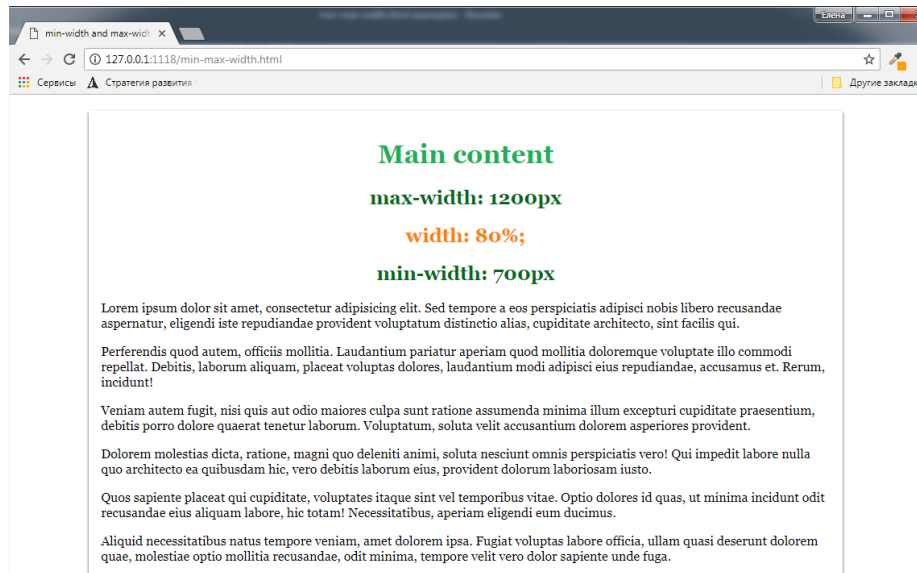 Елена
min-width and max-widt
127.0.0.1:1118/min-max-width.html
Сервисы Стратегия развития Другие закладк
Main content
max-width: 1200px
width: 80%;
min-width: 700px
Lorem ipsum dolor sit amet, consectetur adipisicing elit. Sed tempore a eos perspiciatis adipisci nobis libero recusandae
aspernatur, eligendi iste repudiandae provident voluptatum distinctio alias, cupiditate architecto, sint facilis qui.
Perferendis quod autem, officiis mollitia. Laudantium pariatur aperiam quod mollitia doloremque voluptate illo commodi
repellat. Debitis, laborum aliquam, placeat voluptas dolores, laudantium modi adipisci eius repudiandae, accusamus et. Rerum,
incidunt!
Veniam autem fugit, nisi quis aut odio maiores culpa sunt ratione assumenda minima illum excepturi cupiditate praesentium,
debitis porro dolore quaerat tenetur laborum. Voluptatum, soluta velit accusantium dolorem asperiores provident.
Dolorem molestias dicta, ratione, magni quo deleniti animi, soluta nesciunt omnis perspiciatis vero! Qui impedit labore nulla
quo architecto ea quibusdam hic, vero debitis laborum eius, provident dolorum laboriosam iusto.
Quos sapiente placeat qui cupiditate, voluptates itaque sint vel temporibus vitae. Optio dolores id quas, ut minima incidunt odit
recusandae eius aliquam labore, hic totam! Necessitatibus, aperiam eligendi eum ducimus.
Aliquid necessitatibus natus tempore veniam, amet dolorem ipsa. Fugiat voluptas labore officia, ullam quasi deserunt dolorem
quae, molestiae optio mollitia recusandae, odit minima, tempore velit vero dolor sapiente unde fuga.